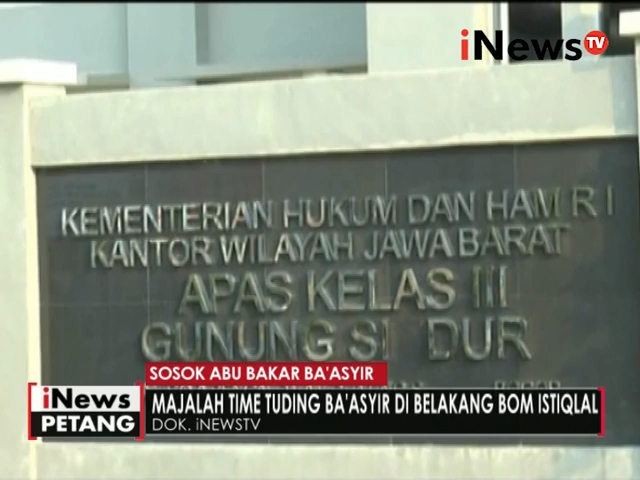 iNews TV
KEMENTERIAN HUKUM DAN HAM R I
KANTOR WILAYAH JAWA BARAT
APAS KELAS III
GUNUNG SI DUR
SOSOK ABU BAKAR BA'ASYIR
iNews
PETANG
MAJALAH TIME TUDING BA'ASYIR DI BELAKANG BOM ISTIQLAL
DOK. iNEWSTV